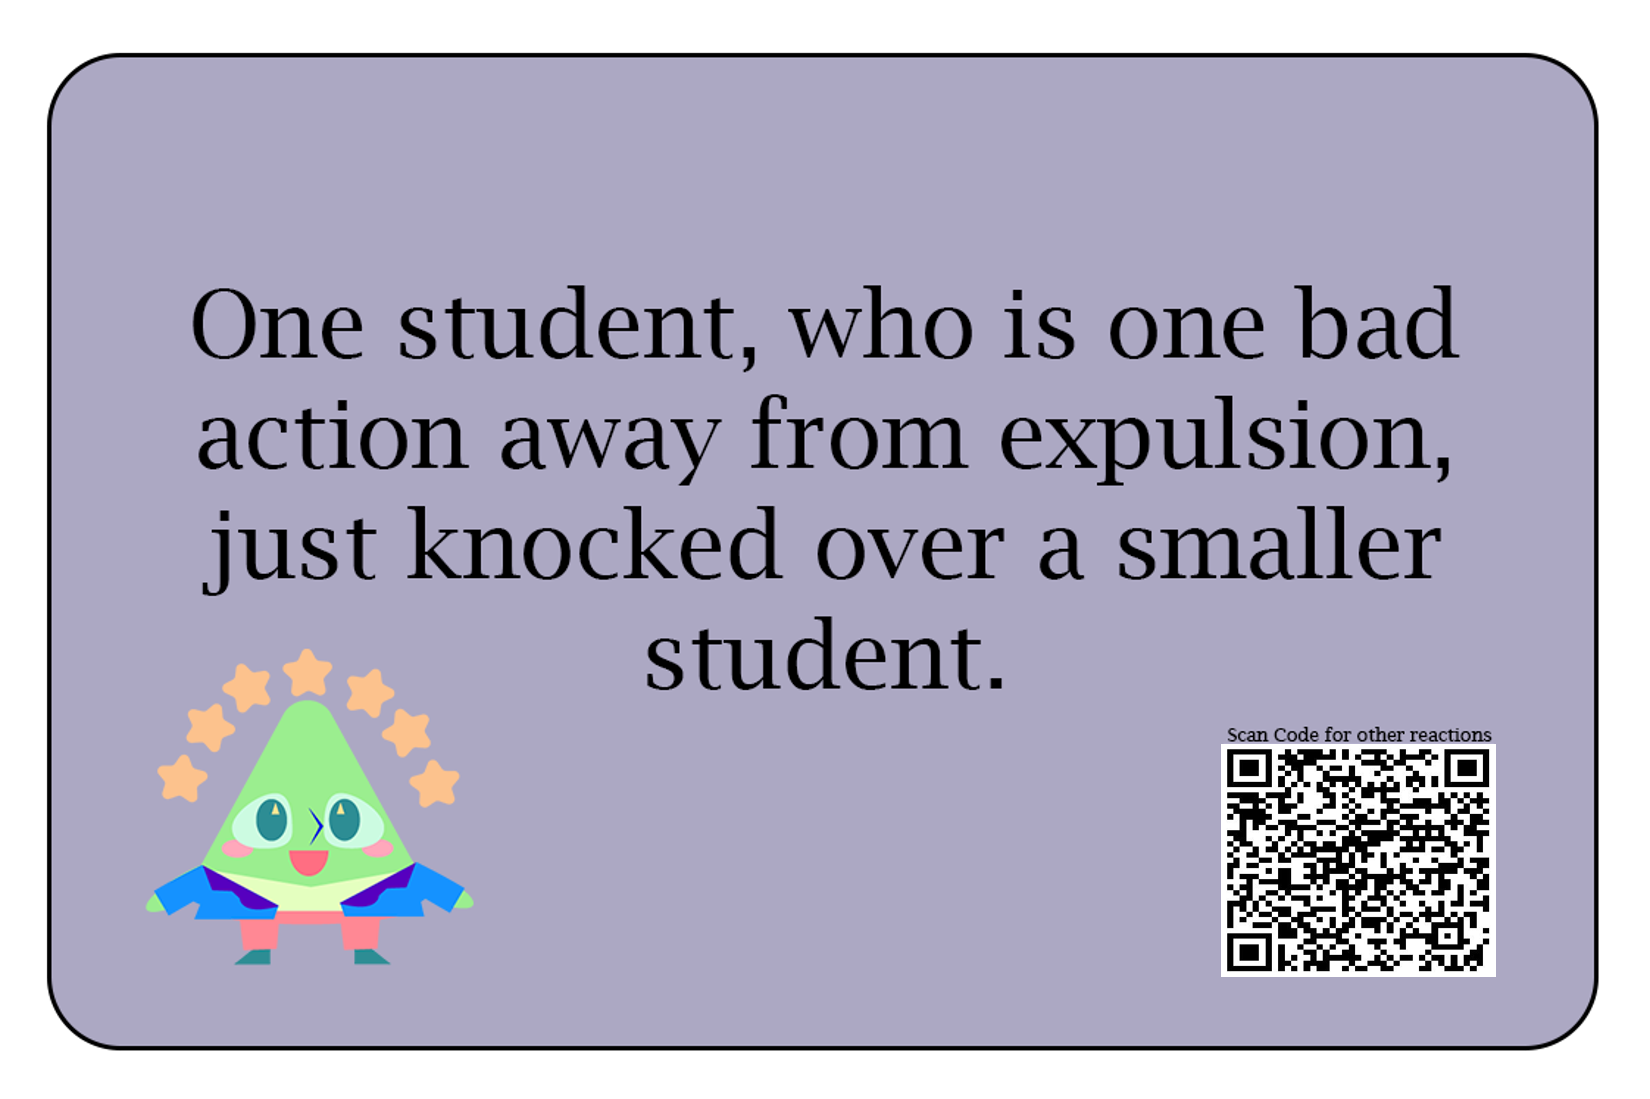 One student, who is one bad
action away from expulsion,
just knocked over a smaller
student.
Scan Code for other reactions